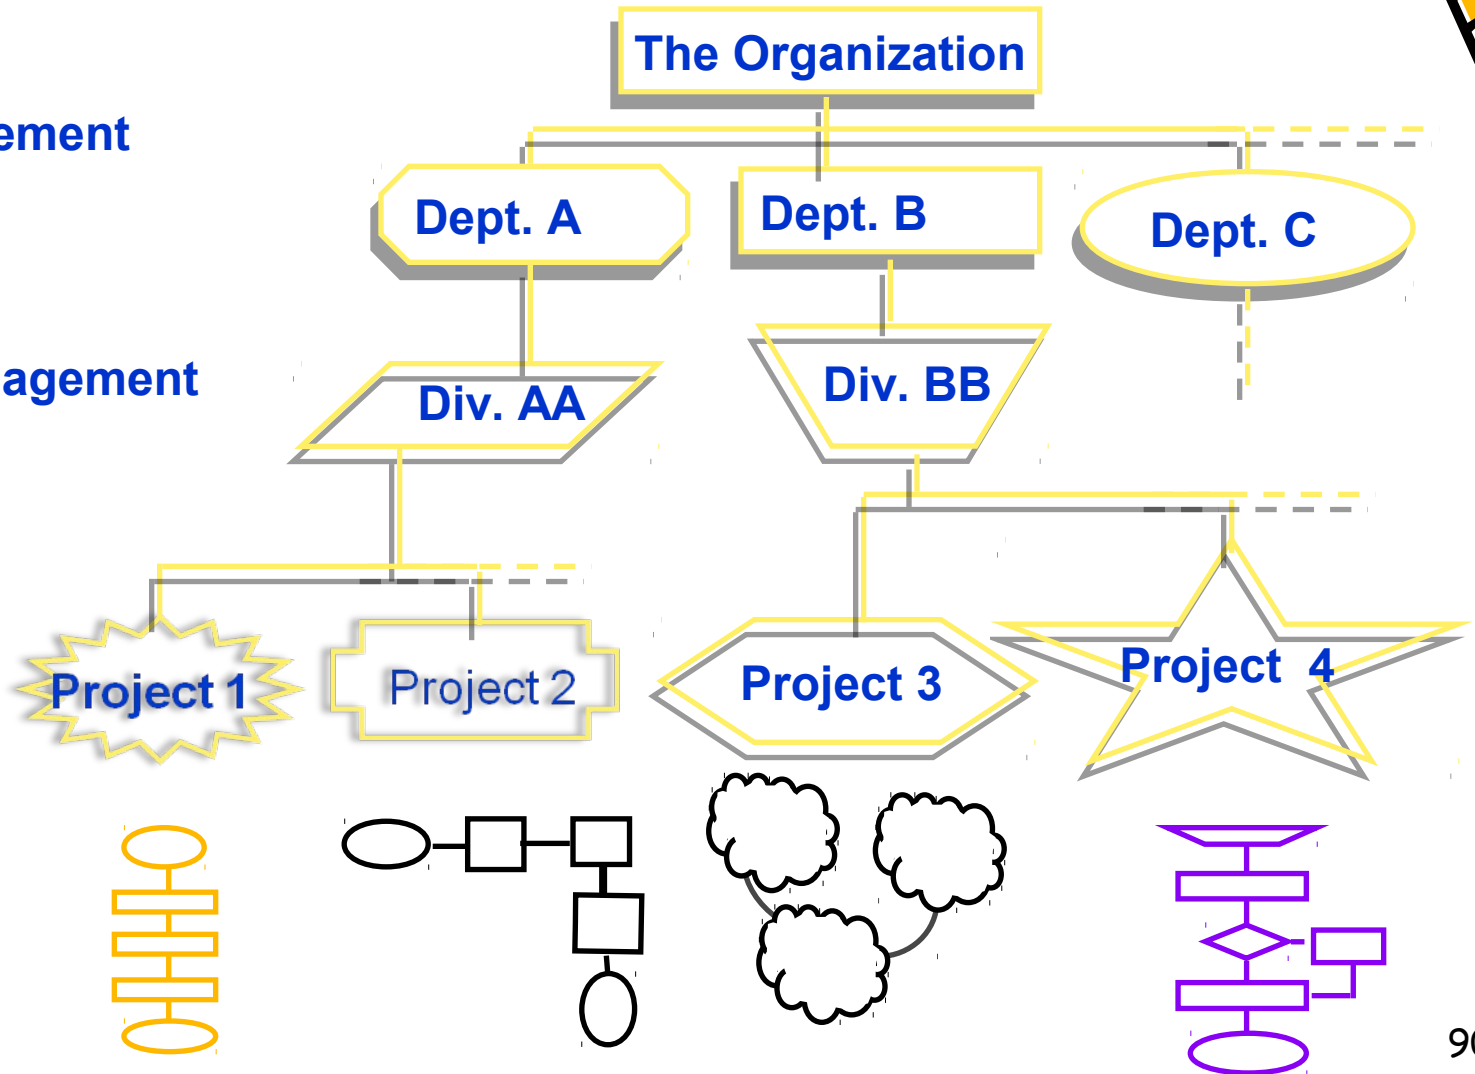 The Organization
ement
Dept. A
Dept. B
Dept. C
agement
Div. AA
Div. BB
Project 1
Project 2
Project 3
Project 4